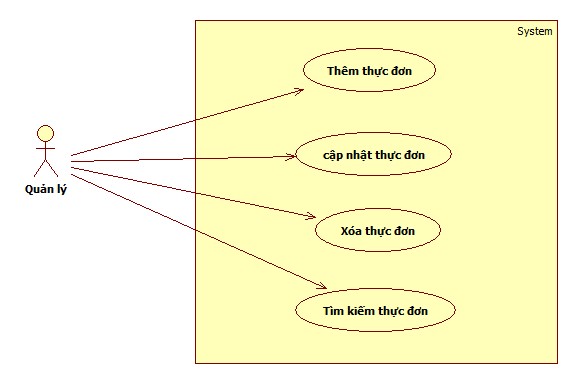 System
Thêm thực đơn
cập nhật thực đơn
Quản lý
Xóa thực đơn
Tìm kiếm thực đơn